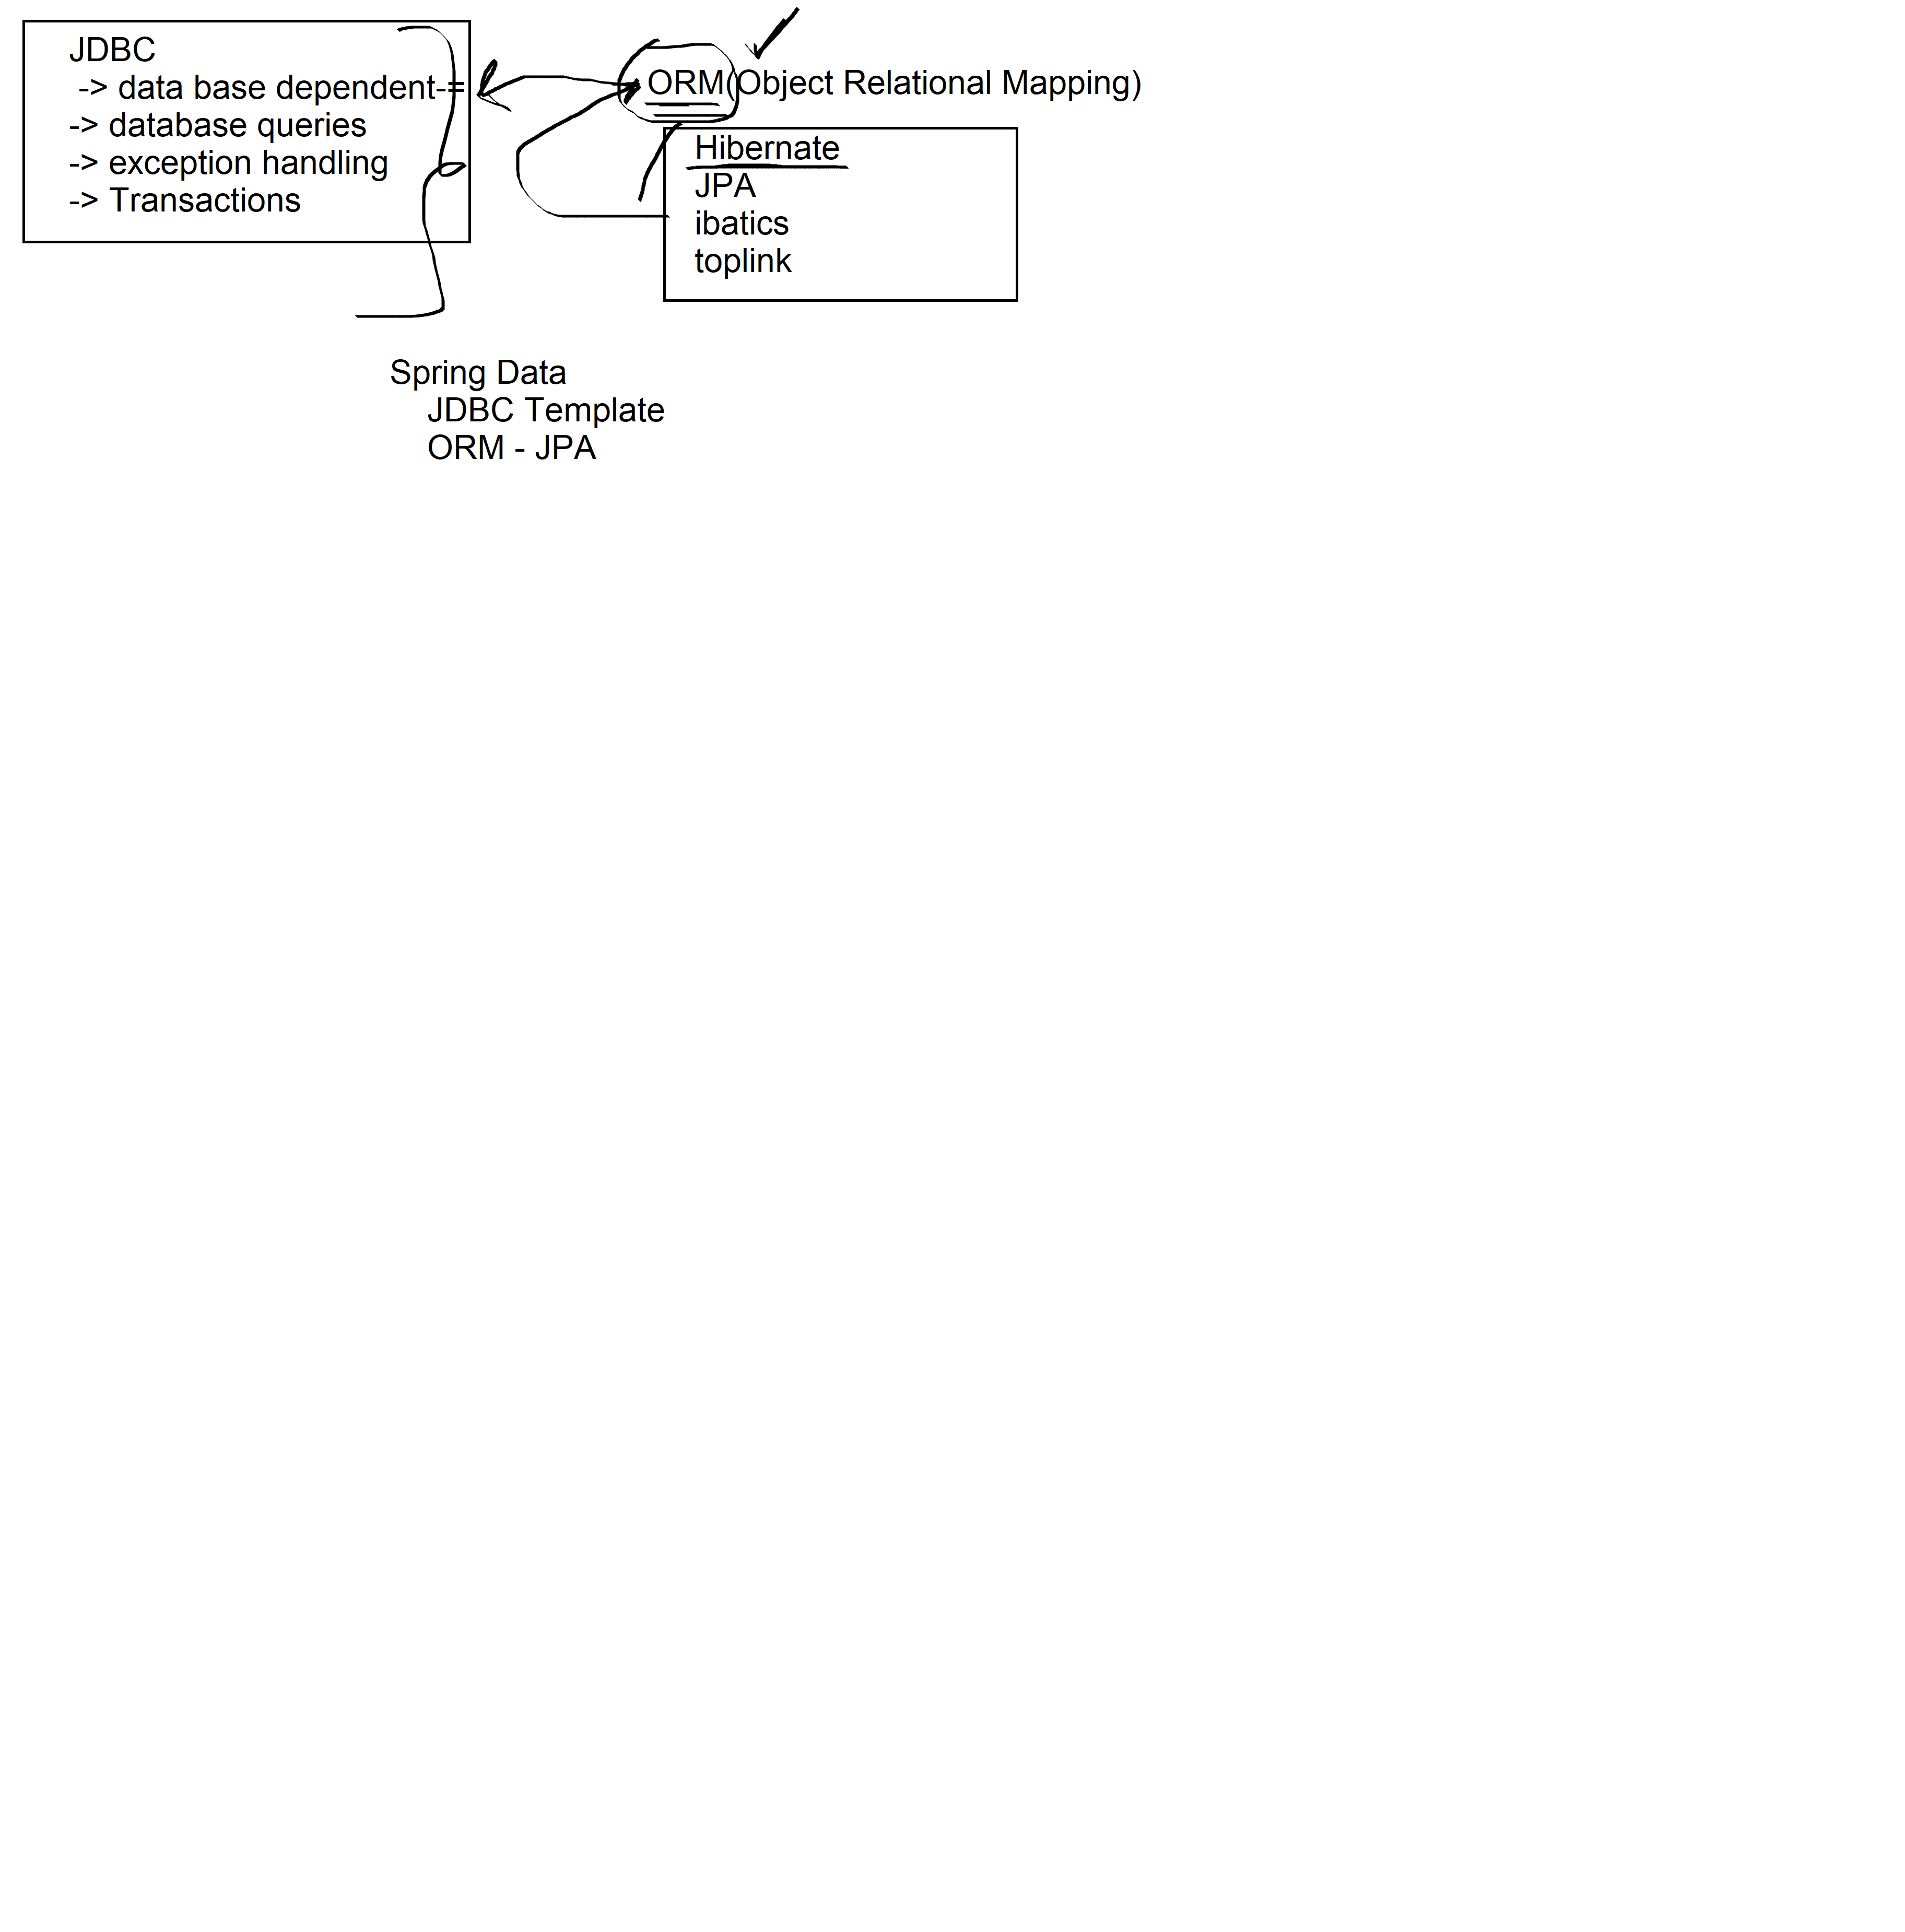 JDBC
-> data base dependent-=
-> database queries
-> exception handling
-> Transactions
ORM(Object Relational Mapping)
Hibernate
JPA
ibatics
toplink
Spring Data
JDBC Template
ORM - JPA